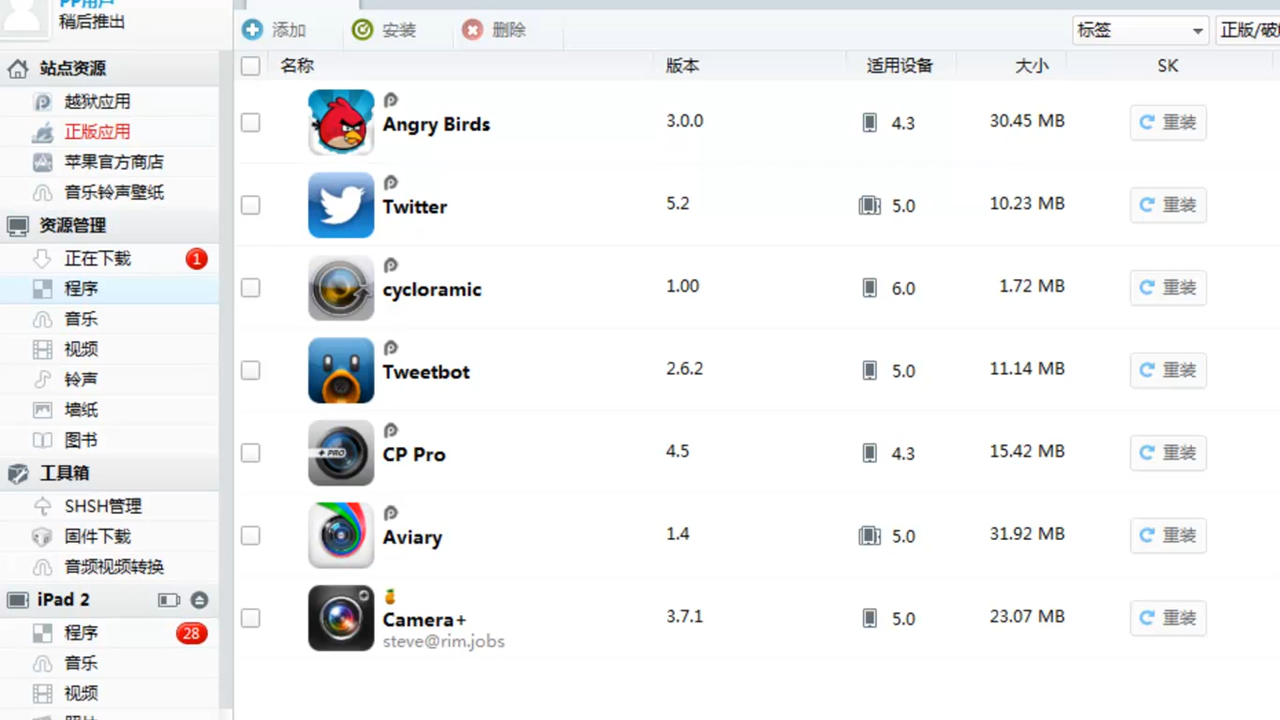 PP用户
稍后推出
添加
安装
删除
标签
正版/破
站点资源
越狱应用
正版应用
苹果官方商店
音乐铃声壁纸
资源管理
正在下载 1
程序
音乐
视频
铃声
墙纸
图书
工具箱
SHSH管理
固件下载
音频视频转换
iPad 2
程序 28
音乐
视频
名称 版本 适用设备 大小 SK
Angry Birds 3.0.0 4.3 30.45 MB 重装
Twitter 5.2 5.0 10.23 MB 重装
cycloramic 1.00 6.0 1.72 MB 重装
Tweetbot 2.6.2 5.0 11.14 MB 重装
+ PRO
CP Pro 4.5 4.3 15.42 MB 重装
Aviary 1.4 5.0 31.92 MB 重装
Camera+ 3.7.1 5.0 23.07 MB 重装
steve@rim.jobs